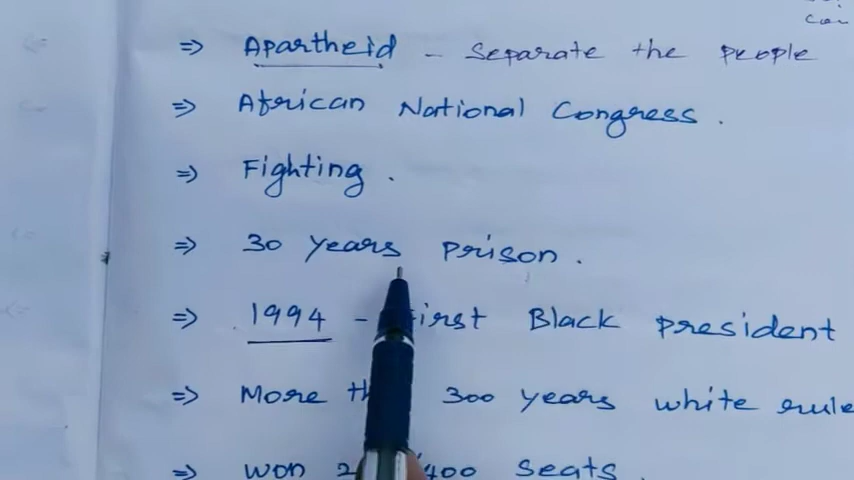 ⇒ Apartheid - Separate the people
⇒ African National Congress.
⇒ Fighting.
⇒ 30 years prison.
⇒ 1994 - First Black president
⇒ More 300 years white rule
⇒ won 400 seats.